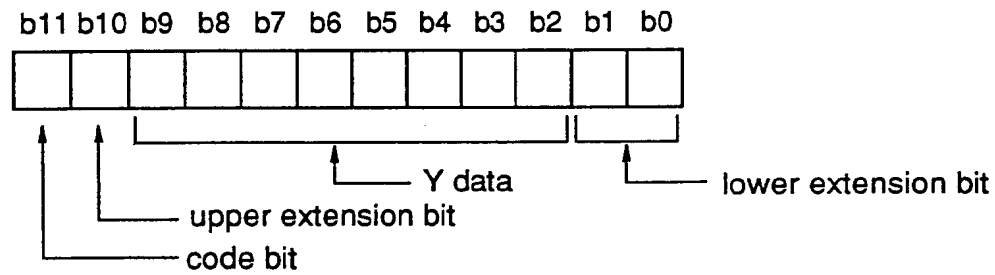 b11 b10 b9 b8 b7 b6 b5 b4 b3 b2 b1 b0
Y data
lower extension bit
upper extension bit
code bit